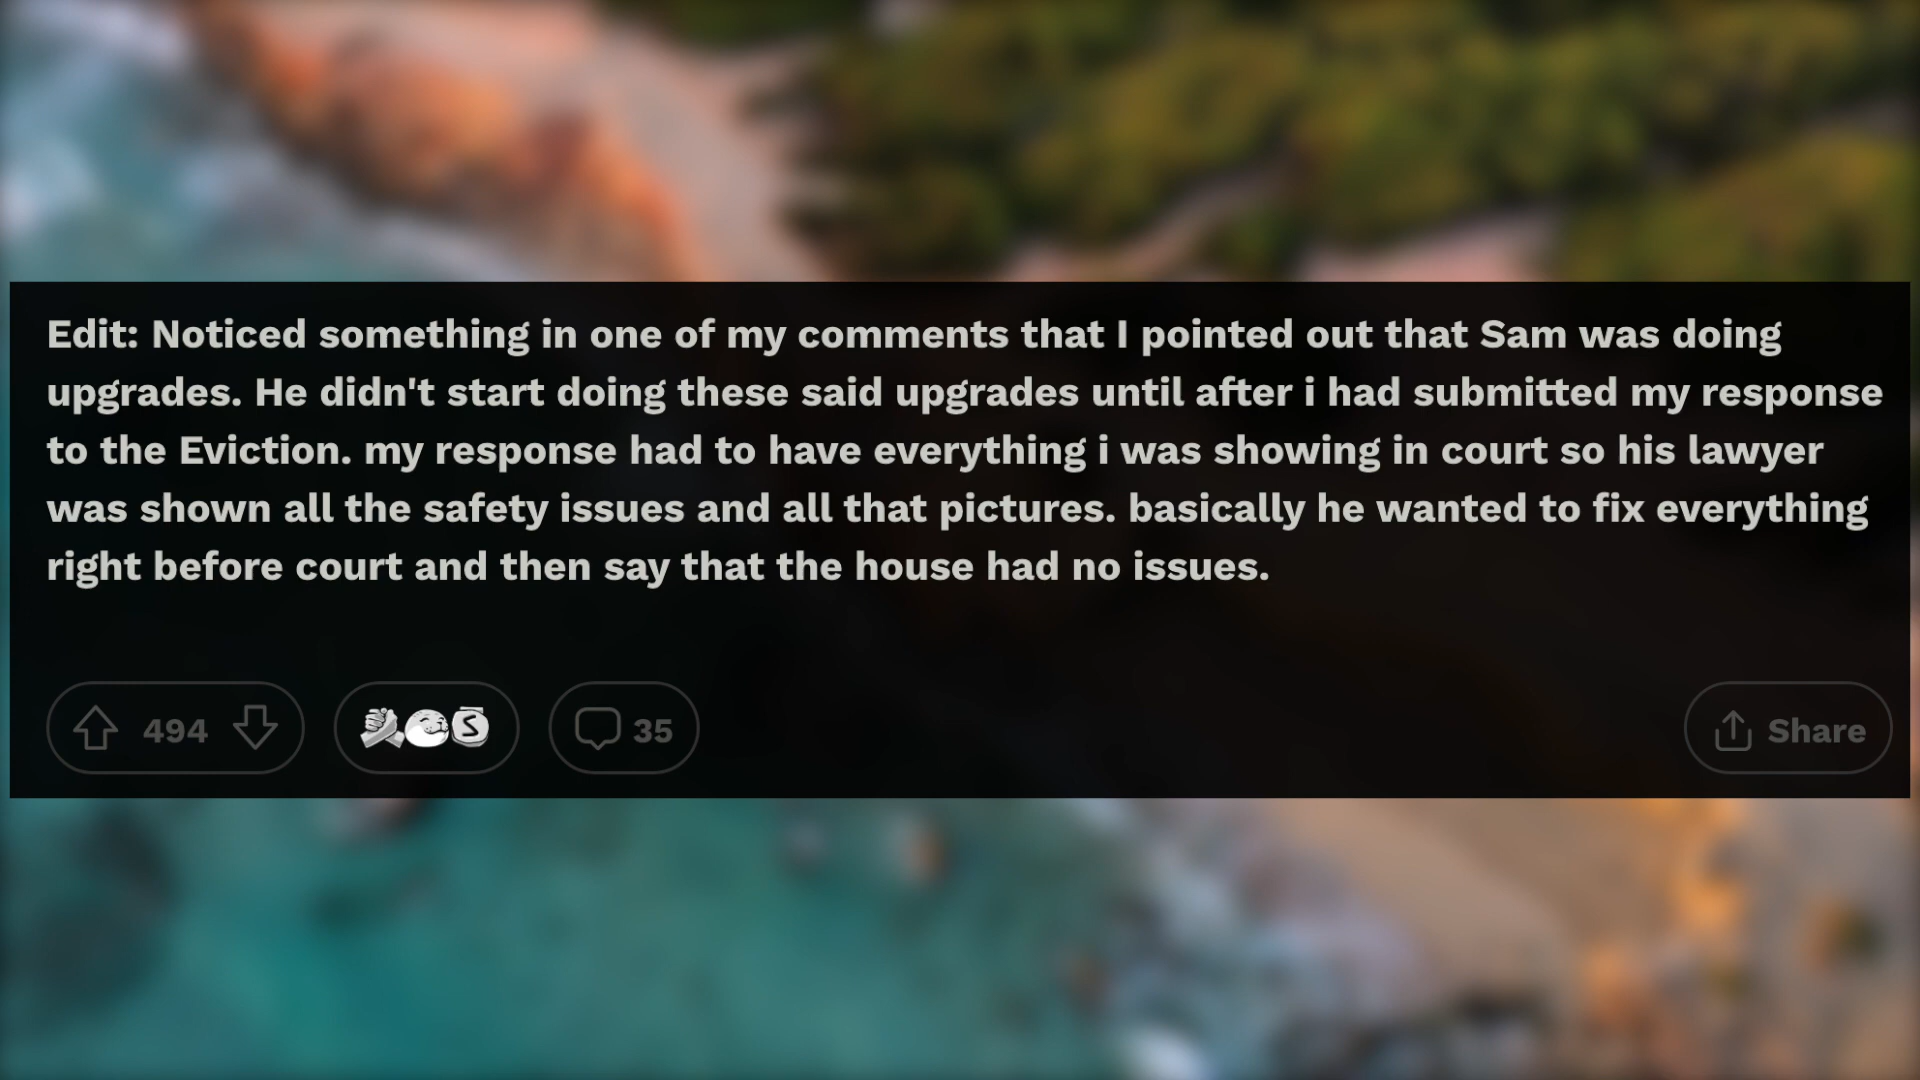 Edit: Noticed something in one of my comments that I pointed out that Sam was doing
upgrades. He didn't start doing these said upgrades until after i had submitted my response
to the Eviction. my response had to have everything i was showing in court so his lawyer
was shown all the safety issues and all that pictures. basically he wanted to fix everything
right before court and then say that the house had no issues.
494 S 35 Share